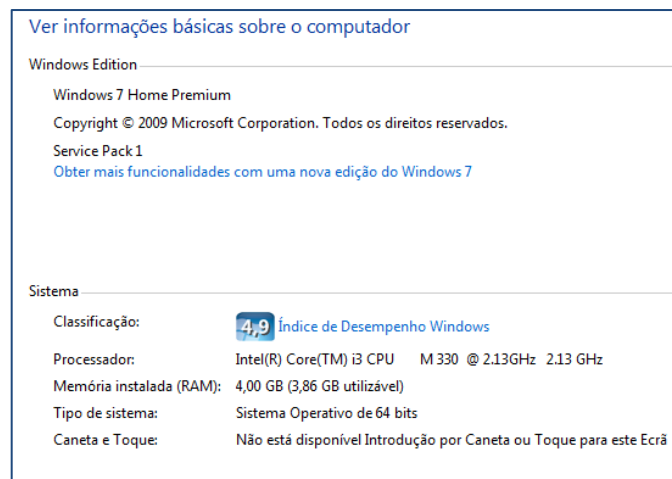 Ver informações básicas sobre o computador
Windows Edition
Windows 7 Home Premium
Copyright © 2009 Microsoft Corporation. Todos os direitos reservados.
Service Pack 1
Obter mais funcionalidades com uma nova edição do Windows 7
Sistema
Classificação: 4,9 Índice de Desempenho Windows
Processador: Intel(R) Core(TM) i3 CPU M 330 @ 2.13GHz 2.13 GHz
Memória instalada (RAM): 4,00 GB (3,86 GB utilizável)
Tipo de sistema: Sistema Operativo de 64 bits
Caneta e Toque: Não está disponível Introdução por Caneta ou Toque para este Ecrã